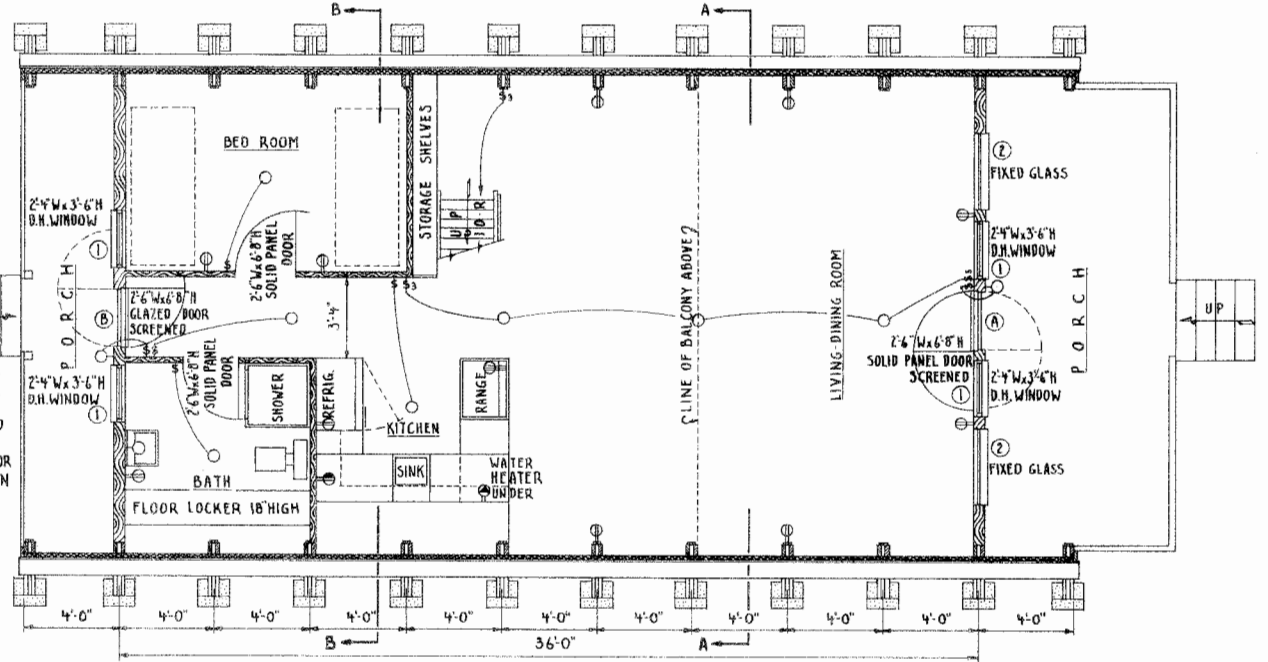 B
A
BED ROOM
STORAGE SHELVES
UP
10-R
2'-4"W x 3'-6"H
D.H. WINDOW
1
PORCH
B
2'-6"W x 6'-8"H
GLAZED DOOR
SCREENED
2'-6"W x 6'-8"H
SOLID PANEL
DOOR
2'-4"W x 3'-6"H
D.H. WINDOW
1
2'-6"W x 6'-8"H
SOLID PANEL
DOOR
SHOWER
3'-4"
REFRIG.
KITCHEN
RANGE
SINK
WATER
HEATER
UNDER
BATH
FLOOR LOCKER 18" HIGH
LINE OF BALCONY ABOVE
LIVING-DINING ROOM
2
FIXED GLASS
2'-4"W x 3'-6"H
D.H. WINDOW
1
A
2'-6"W x 6'-8"H
SOLID PANEL DOOR
SCREENED
2'-4"W x 3'-6"H
D.H. WINDOW
1
2
FIXED GLASS
PORCH
UP
4'-0" 4'-0" 4'-0" 4'-0" 4'-0" 4'-0" 4'-0" 4'-0" 4'-0" 4'-0" 4'-0"
B
36'-0"
A